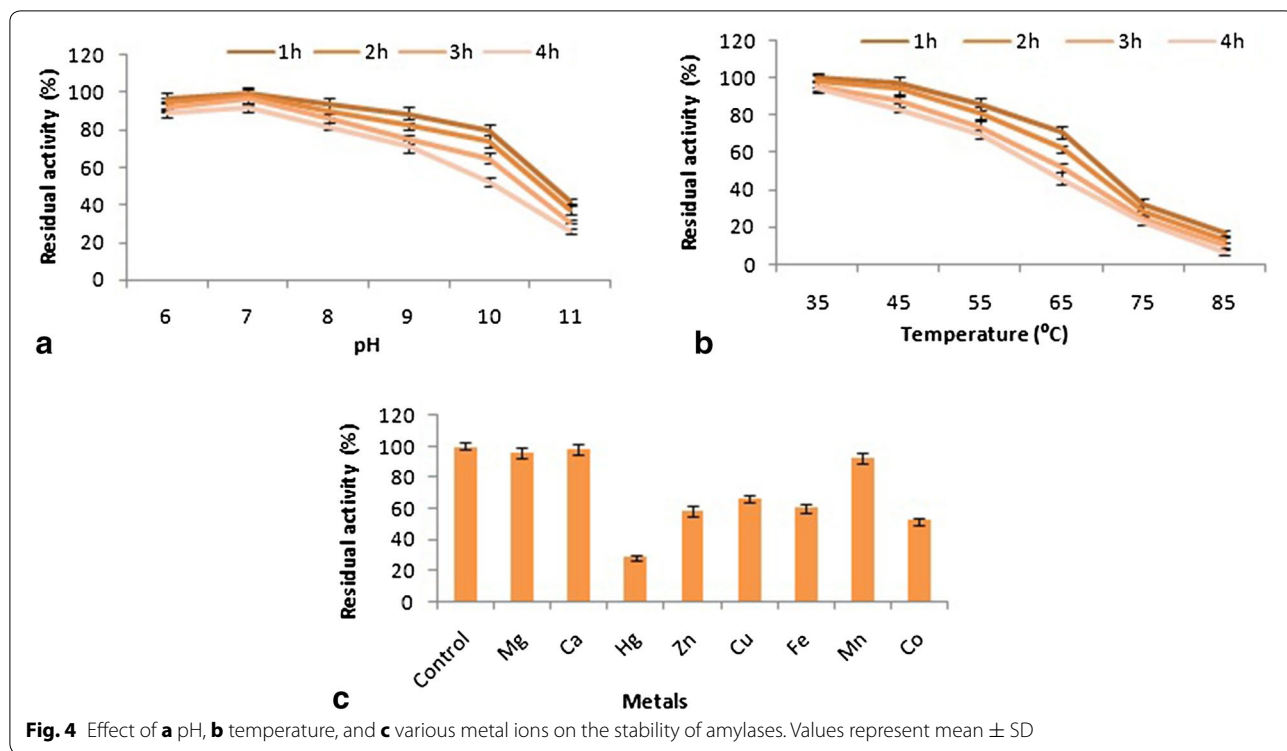 1h 2h 3h 4h
Residual activity (%)
120
100
80
60
40
20
0
6 7 8 9 10 11
pH
a
1h 2h 3h 4h
Residual activity (%)
120
100
80
60
40
20
0
35 45 55 65 75 85
Temperature (⁰C)
b
Residual activity (%)
120
100
80
60
40
20
0
Control Mg Ca Hg Zn Cu Fe Mn Co
Metals
c
Fig. 4 Effect of a pH, b temperature, and c various metal ions on the stability of amylases. Values represent mean ± SD